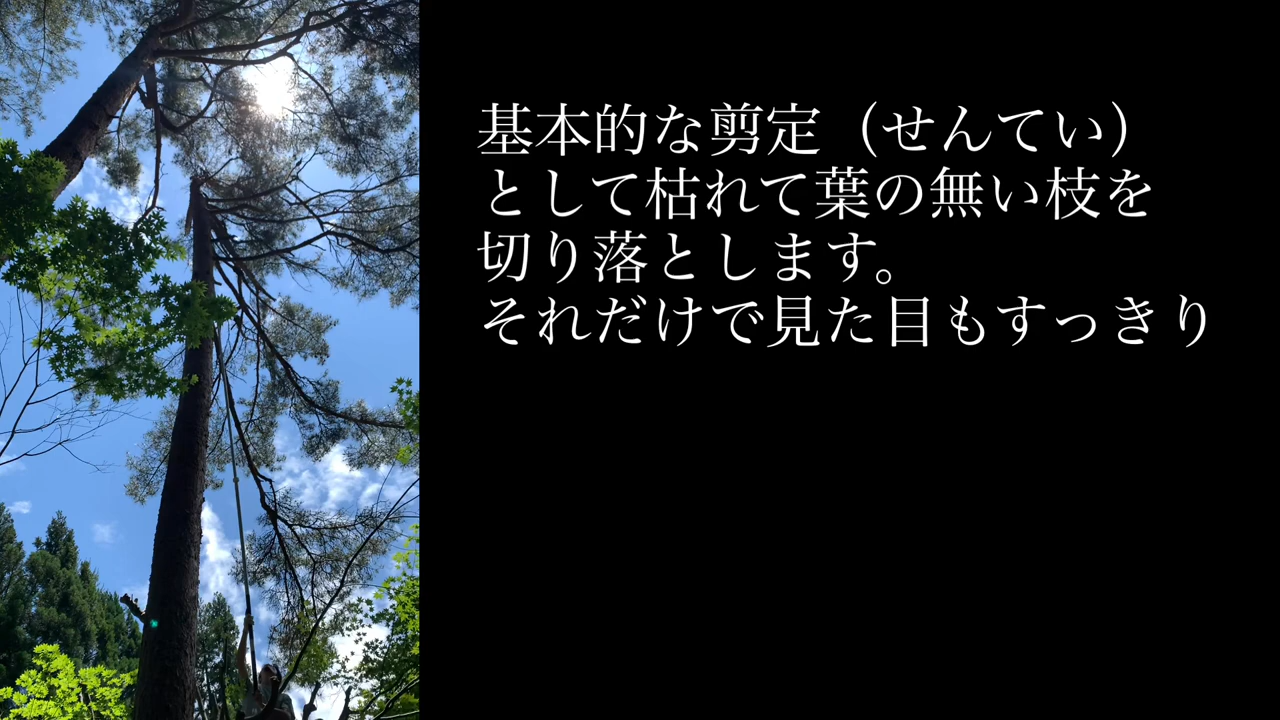 基本的な剪定（せんてい）
として枯れて葉の無い枝を
切り落とします。
それだけで見た目もすっきり